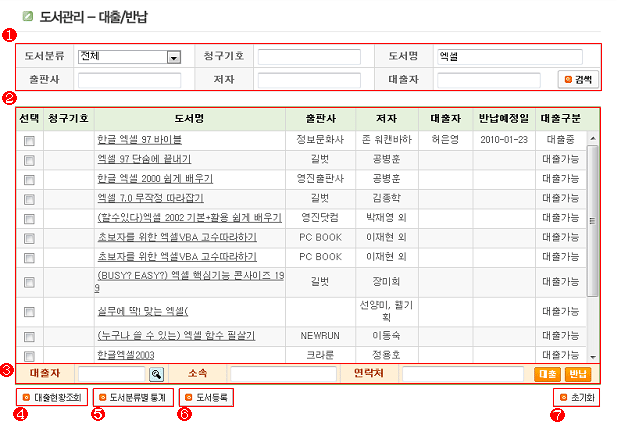 도서관리 - 대출/반납
1
도서분류 전체 청구기호 도서명 엑셀
출판사 저자 대출자 검색
2
선택 청구기호 도서명 출판사 저자 대출자 반납예정일 대출구분
한글 엑셀 97 바이블 정보문화사 존 워캔바하 허은영 2010-01-23 대출중
엑셀 97 단숨에 끝내기 길벗 공병훈 대출가능
한글 엑셀 2000 쉽게 배우기 영진출판사 공병훈 대출가능
엑셀 7.0 무작정 따라잡기 길벗 김종학 대출가능
(할수있다)엑셀 2002 기본+활용 쉽게 배우기 영진닷컴 박재영 외 대출가능
초보자를 위한 엑셀VBA 고수따라하기 PC BOOK 이재현 외 대출가능
초보자를 위한 엑셀VBA 고수따라하기 PC BOOK 이재현 외 대출가능
(BUSY? EASY?) 엑셀 핵심기능 콘사이즈 19
9 길벗 장미희 대출가능
실무에 딱! 맞는 엑셀( 선양미, 웰기
획 대출가능
(누구나 쓸 수 있는) 엑셀 함수 필살기 NEWRUN 이동숙 대출가능
한글엑셀2003 크라룬 정용호 대출가능
3 대출자 소속 연락처 대출 반납
대출현황조회 도서분류별 통계 도서등록 초기화
4 5 6 7